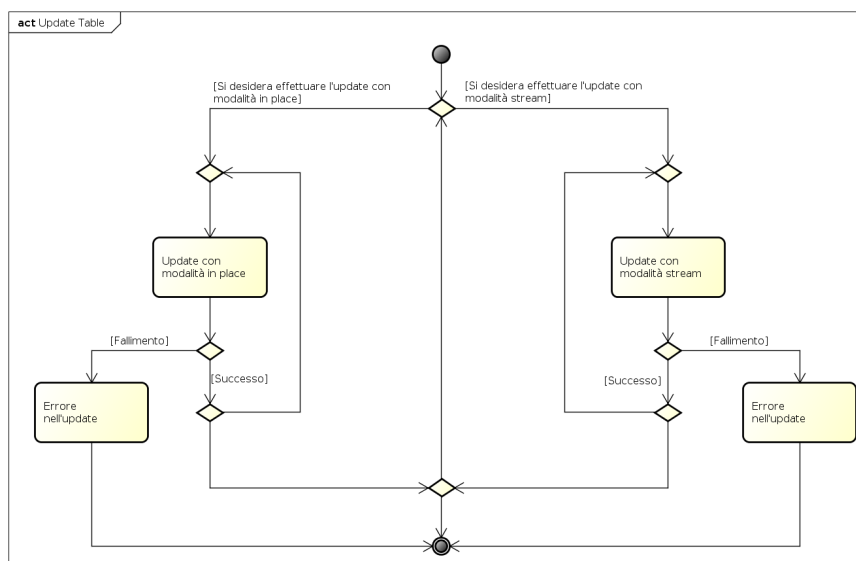 act Update Table
[Si desidera effettuare l'update con
modalità in place]
[Si desidera effettuare l'update con
modalità stream]
Update con
modalità in place
Update con
modalità stream
[Fallimento]
[Fallimento]
[Successo]
[Successo]
Errore
nell'update
Errore
nell'update